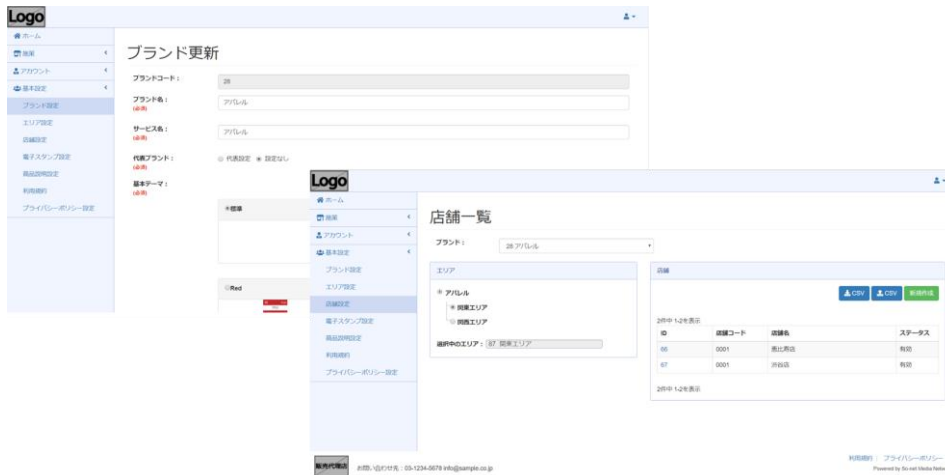 Logo
ホーム
施策
アカウント
基本設定
ブランド設定
エリア設定
店舗設定
電子スタンプ設定
商品説明設定
利用規約
プライバシーポリシー設定
ブランド更新
ブランドコード：
28
ブランド名：
(必須)
アパレル
サービス名：
(必須)
アパレル
代表ブランド：
(必須)
代表設定 設定なし
基本テーマ：
(必須)
標準
Red
Logo
ホーム
施策
アカウント
基本設定
ブランド設定
エリア設定
店舗設定
電子スタンプ設定
商品説明設定
利用規約
プライバシーポリシー設定
店舗一覧
ブランド：
28:アパレル
エリア
アパレル
関東エリア
関西エリア
選択中のエリア： 87 関東エリア
店舗
CSV CSV 新規作成
2件中 1-2を表示
ID 店舗コード 店舗名 ステータス
66 0001 恵比寿店 有効
67 0001 渋谷店 有効
2件中 1-2を表示
販売代理店
お問い合わせ先：03-1234-5678 info@sample.co.jp
利用規約 ｜ プライバシーポリシー
Powered by So-net Media Netw